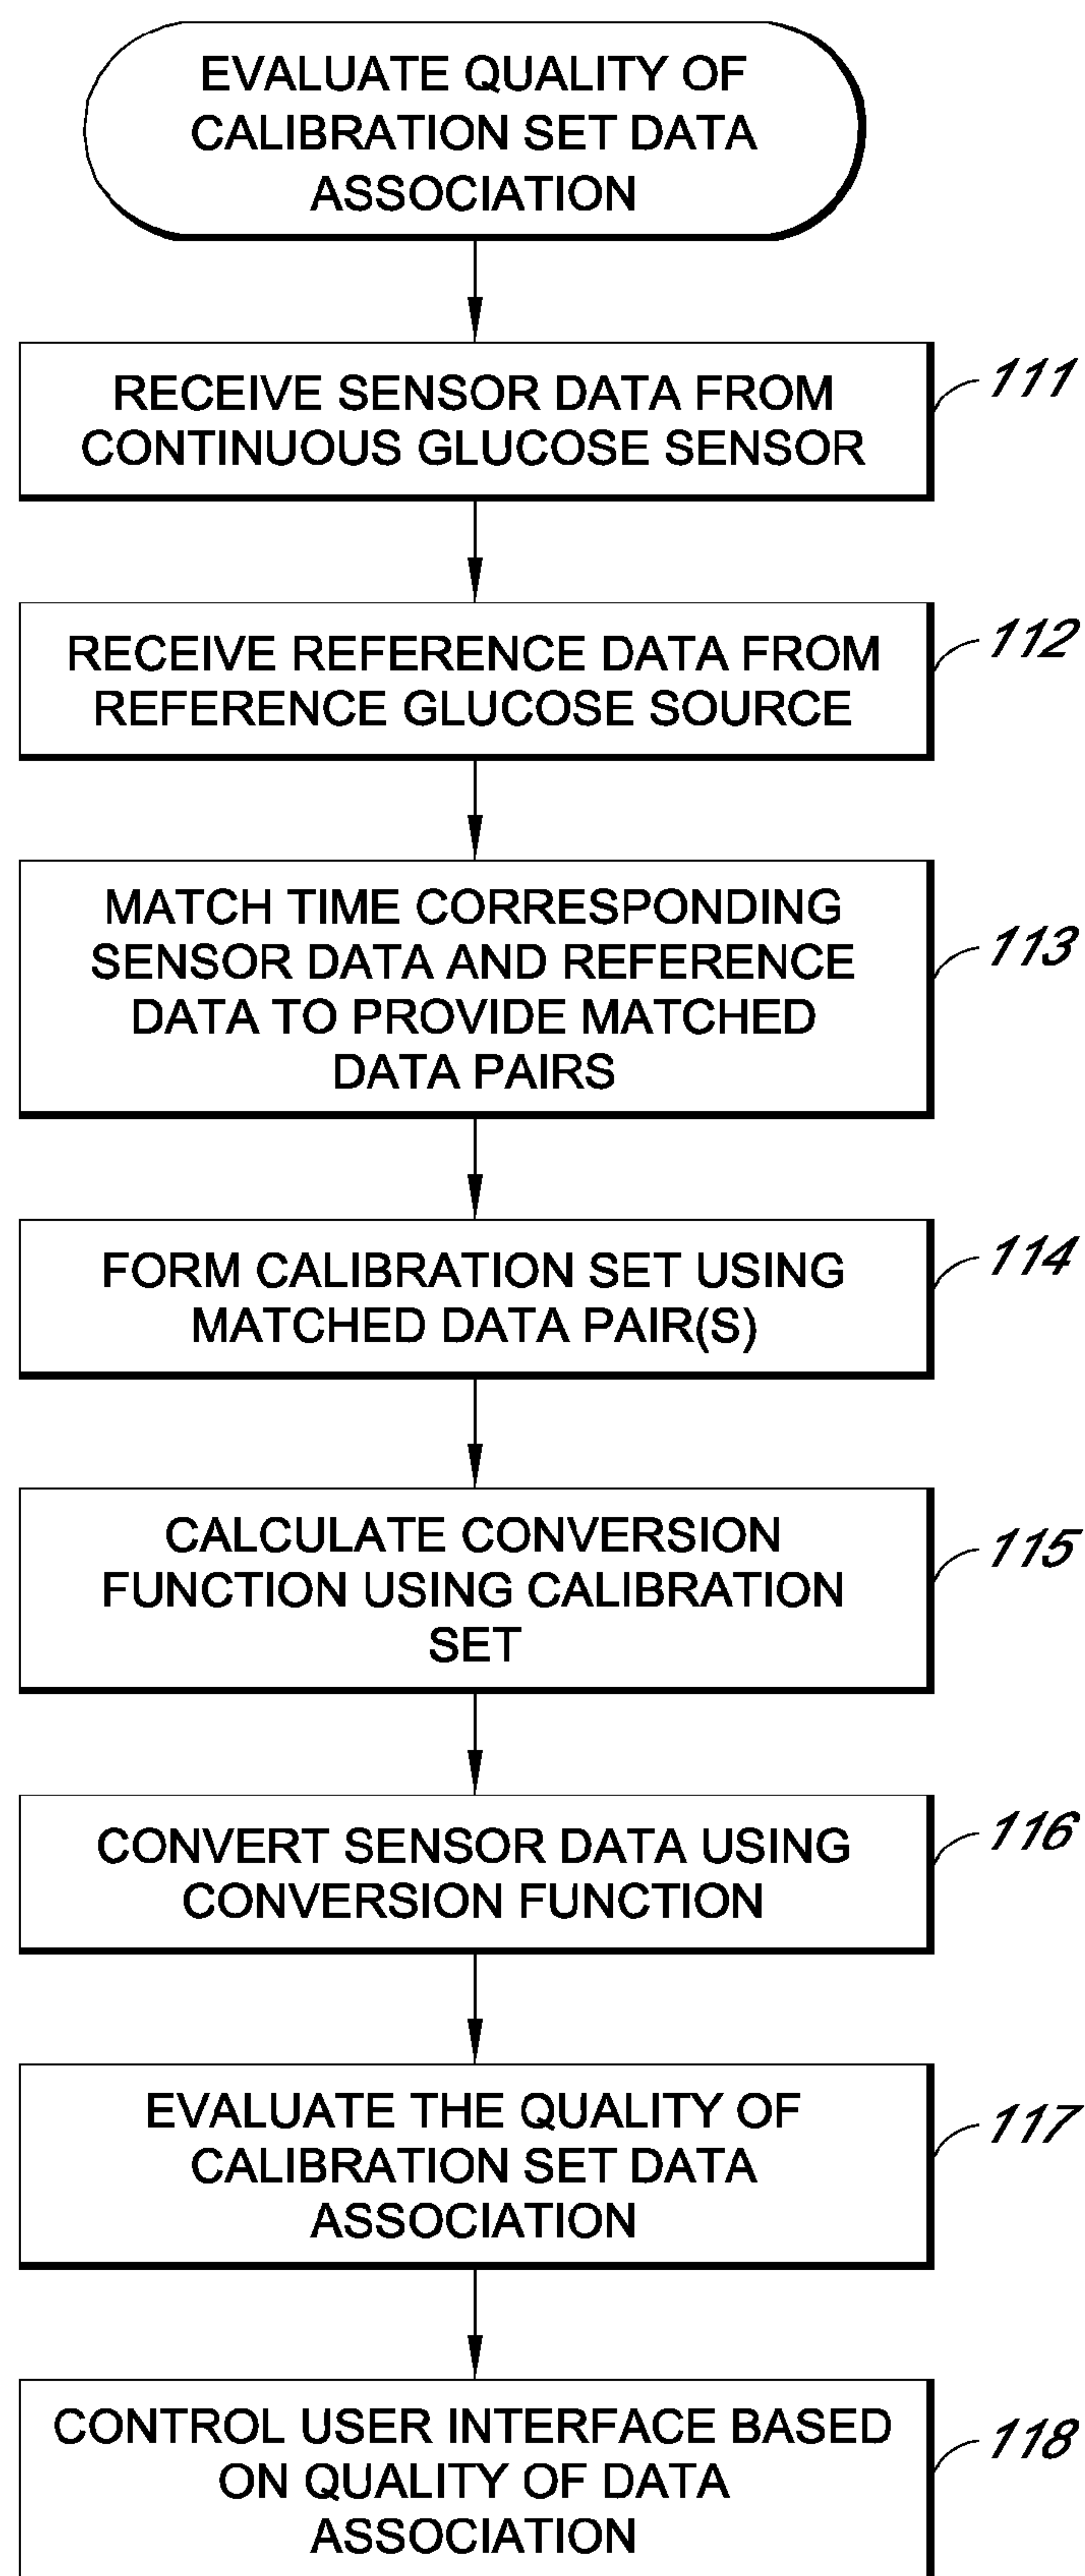 EVALUATE QUALITY OF
CALIBRATION SET DATA
ASSOCIATION
RECEIVE SENSOR DATA FROM
CONTINUOUS GLUCOSE SENSOR
111
RECEIVE REFERENCE DATA FROM
REFERENCE GLUCOSE SOURCE
112
MATCH TIME CORRESPONDING
SENSOR DATA AND REFERENCE
DATA TO PROVIDE MATCHED
DATA PAIRS
113
FORM CALIBRATION SET USING
MATCHED DATA PAIR(S)
114
CALCULATE CONVERSION
FUNCTION USING CALIBRATION
SET
115
CONVERT SENSOR DATA USING
CONVERSION FUNCTION
116
EVALUATE THE QUALITY OF
CALIBRATION SET DATA
ASSOCIATION
117
CONTROL USER INTERFACE BASED
ON QUALITY OF DATA
ASSOCIATION
118